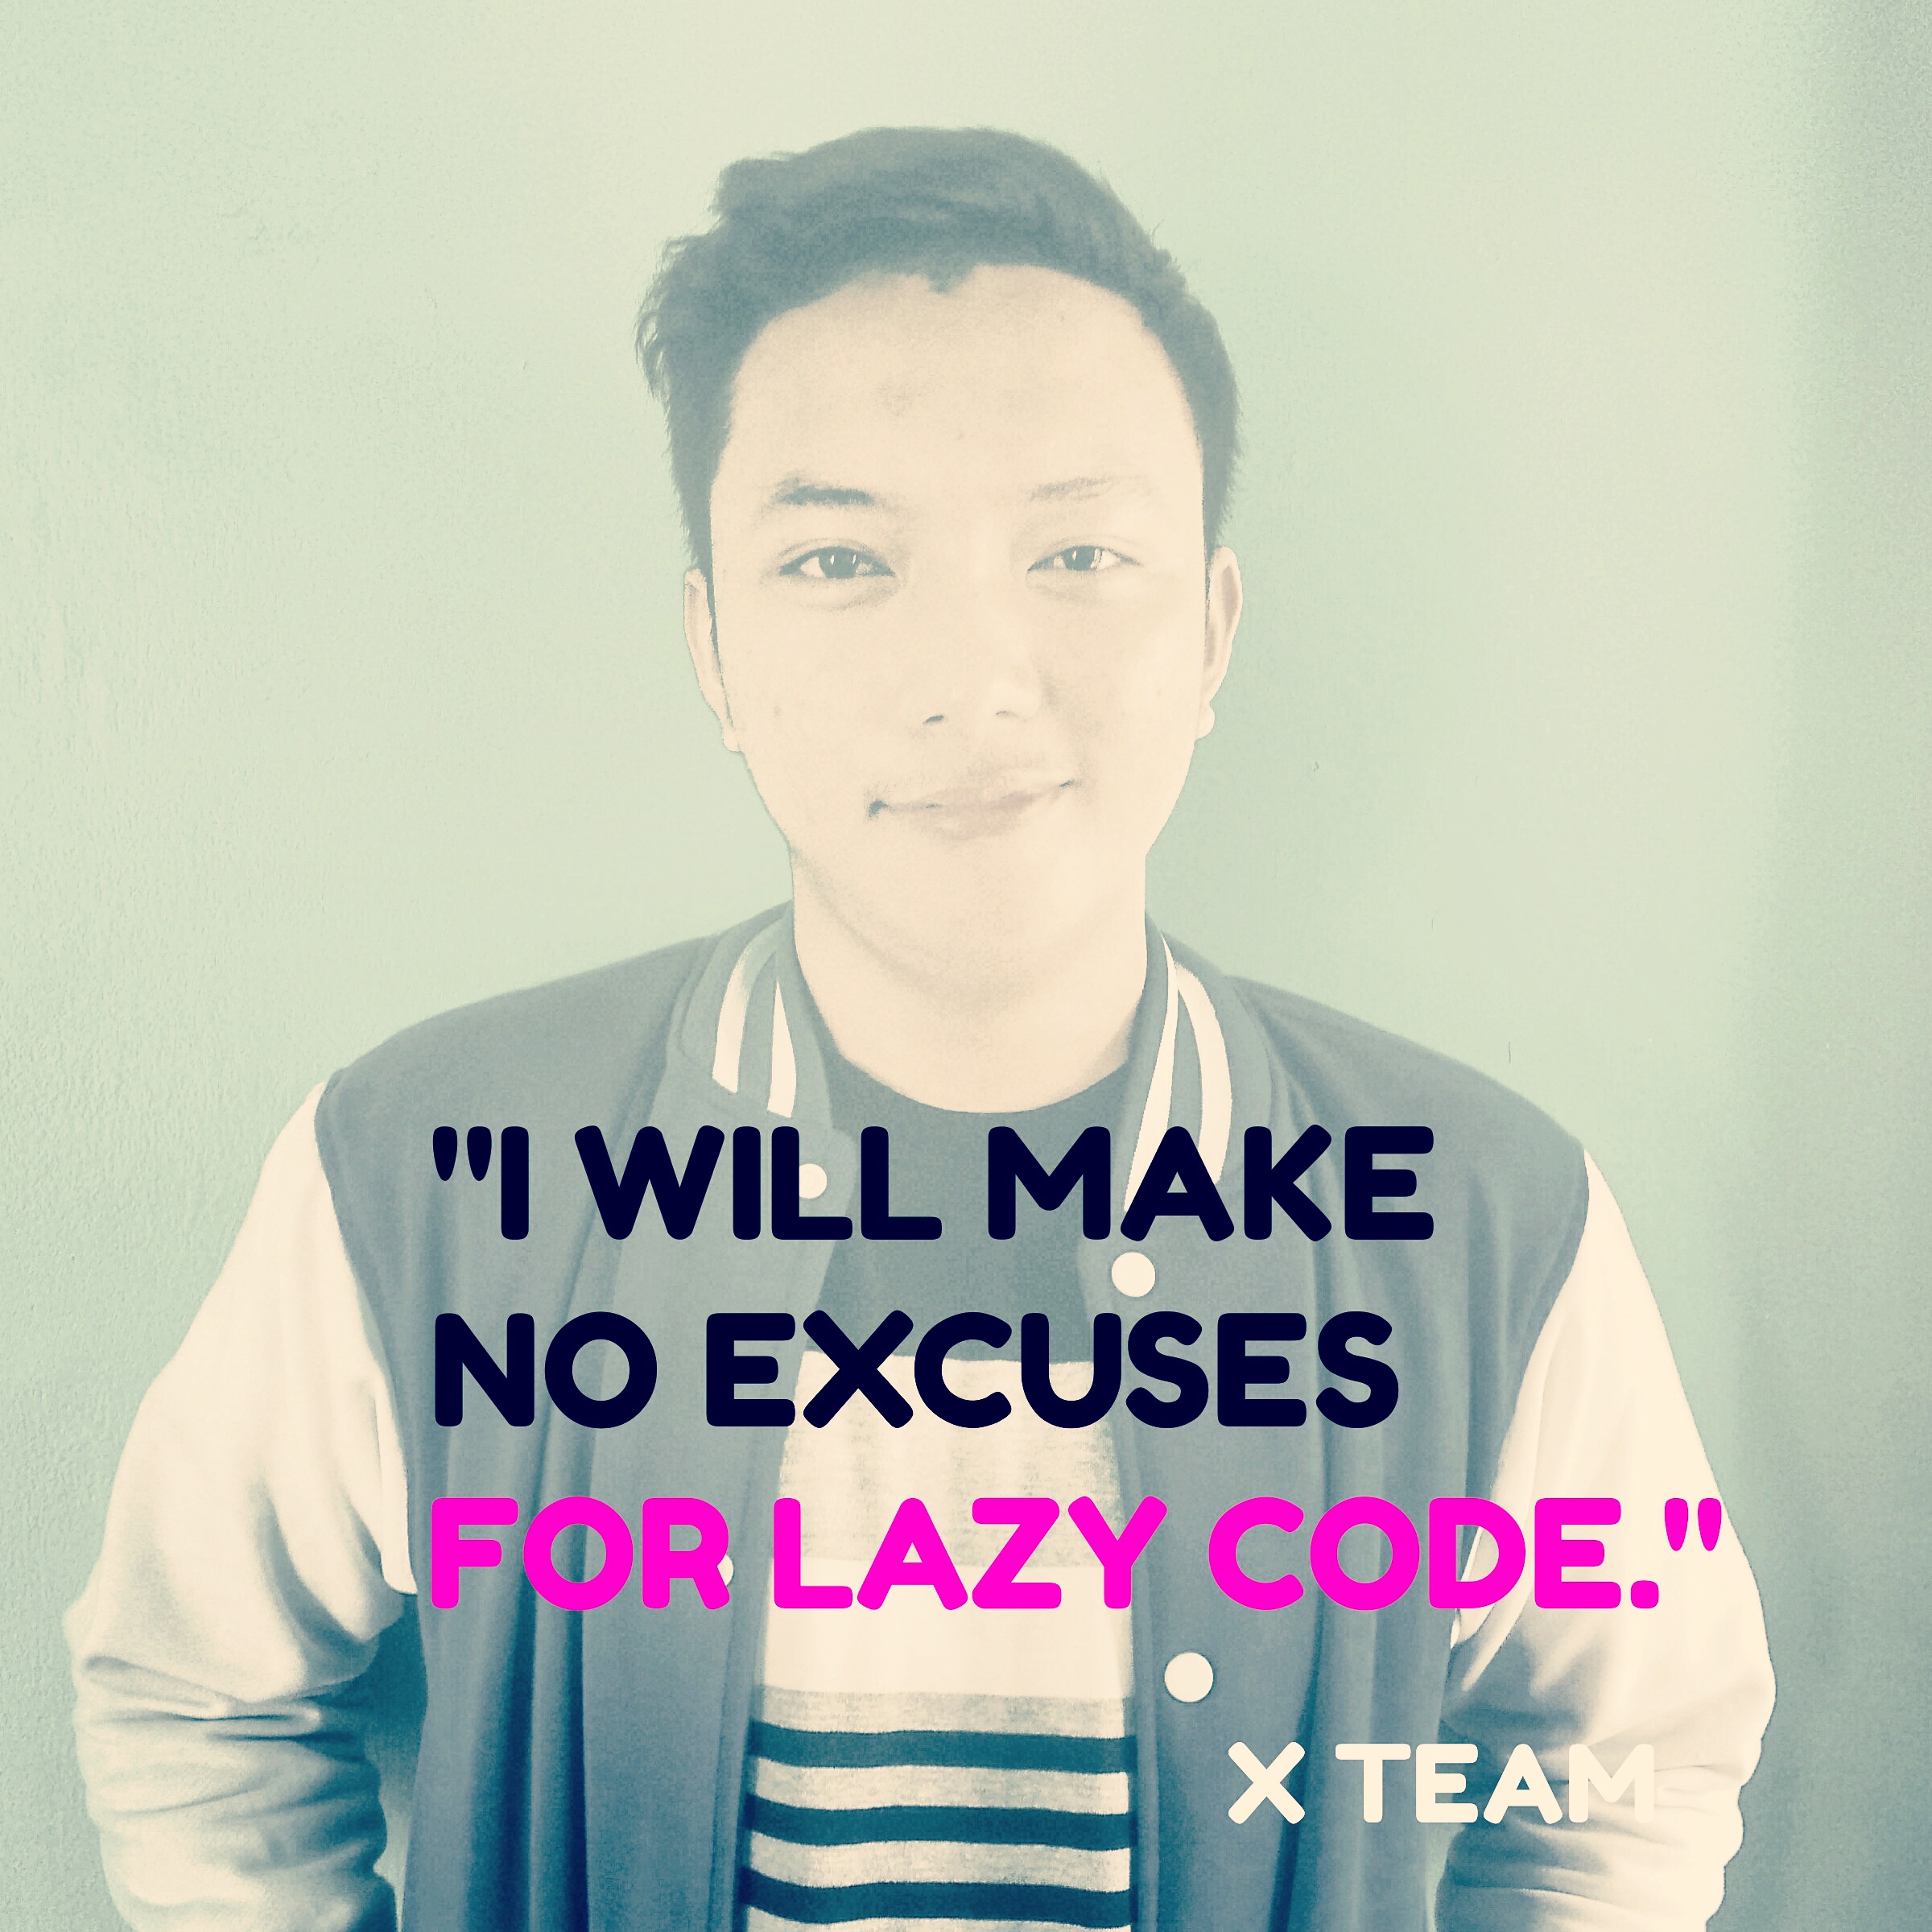 "I WILL MAKE
NO EXCUSES
FOR LAZY CODE."
X TEAM